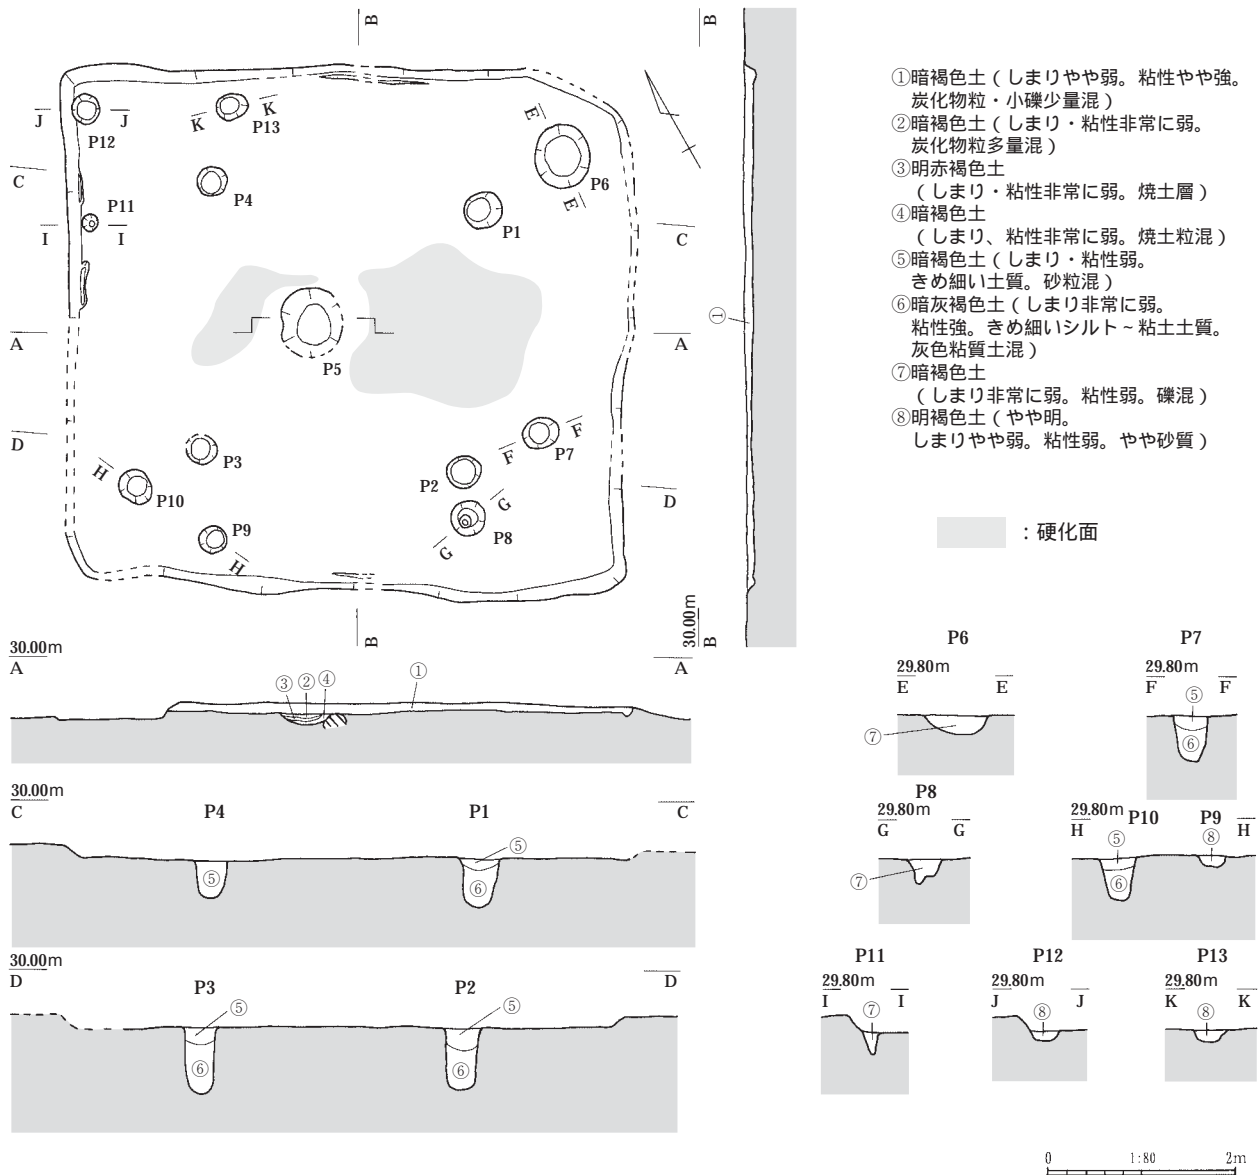 B
B
①暗褐色土(しまりやや弱。粘性やや強。
炭化物粒・小礫少量混)
②暗褐色土(しまり・粘性非常に弱。
炭化物粒多量混)
③明赤褐色土
(しまり・粘性非常に弱。焼土層)
④暗褐色土
(しまり、粘性非常に弱。焼土粒混)
⑤暗褐色土(しまり・粘性弱。
きめ細い土質。砂粒混)
⑥暗灰褐色土(しまり非常に弱。
粘性強。きめ細いシルト~粘土土質。
灰色粘質土混)
⑦暗褐色土
(しまり非常に弱。粘性弱。礫混)
⑧明褐色土(やや明。
しまりやや弱。粘性弱。やや砂質)
:硬化面
J J K K E
P12 P13
C P4 P6
P11 E
I I P1 C
①
A P5 A
D P3 F F
H P2 P7
P10 G D
P9 P8
H G
B 30.00m B
30.00m
A A
③ ② ④ ①
30.00m
C P4 P1 C
⑤
⑤ ⑥
30.00m
D P3 P2 D
⑤ ⑤
⑥ ⑥
P6 P7
29.80m 29.80m
E E F F
⑤
⑦ ⑥
P8
29.80m 29.80m P10 P9
G G H H
⑤ ⑧
⑦ ⑥
P11 P12 P13
29.80m 29.80m 29.80m
I I J J K K
⑦ ⑧ ⑧
0 1:80 2m